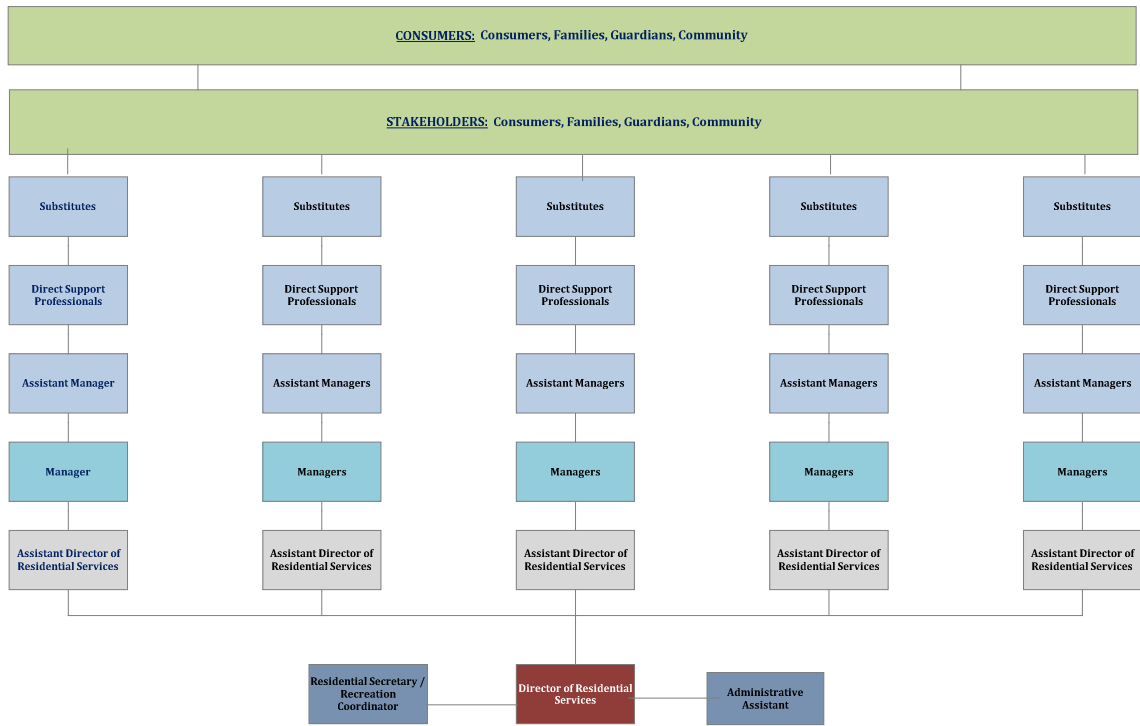 CONSUMERS: Consumers, Families, Guardians, Community
STAKEHOLDERS: Consumers, Families, Guardians, Community
Substitutes
Substitutes
Substitutes
Substitutes
Substitutes
Direct Support
Professionals
Direct Support
Professionals
Direct Support
Professionals
Direct Support
Professionals
Direct Support
Professionals
Assistant Manager
Assistant Managers
Assistant Managers
Assistant Managers
Assistant Managers
Manager
Managers
Managers
Managers
Managers
Assistant Director of
Residential Services
Assistant Director of
Residential Services
Assistant Director of
Residential Services
Assistant Director of
Residential Services
Assistant Director of
Residential Services
Residential Secretary /
Recreation
Coordinator
Director of Residential
Services
Administrative
Assistant